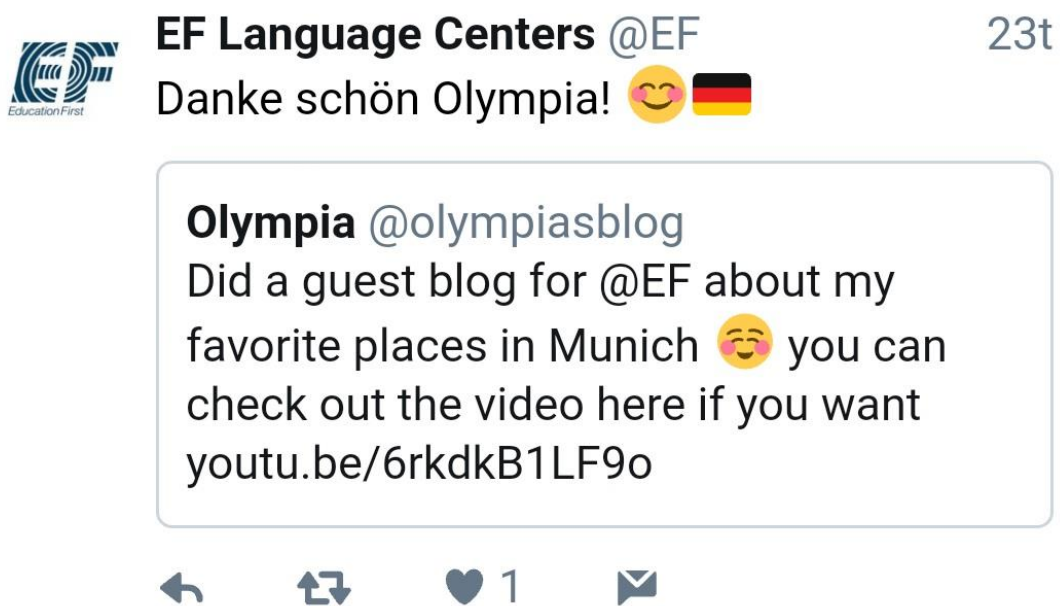 EF Language Centers @EF 23t
EF
Education First
Danke schön Olympia! 😊🇩🇪
Olympia @olympiasblog
Did a guest blog for @EF about my
favorite places in Munich ☺️ you can
check out the video here if you want
youtu.be/6rkdkB1LF9o
1